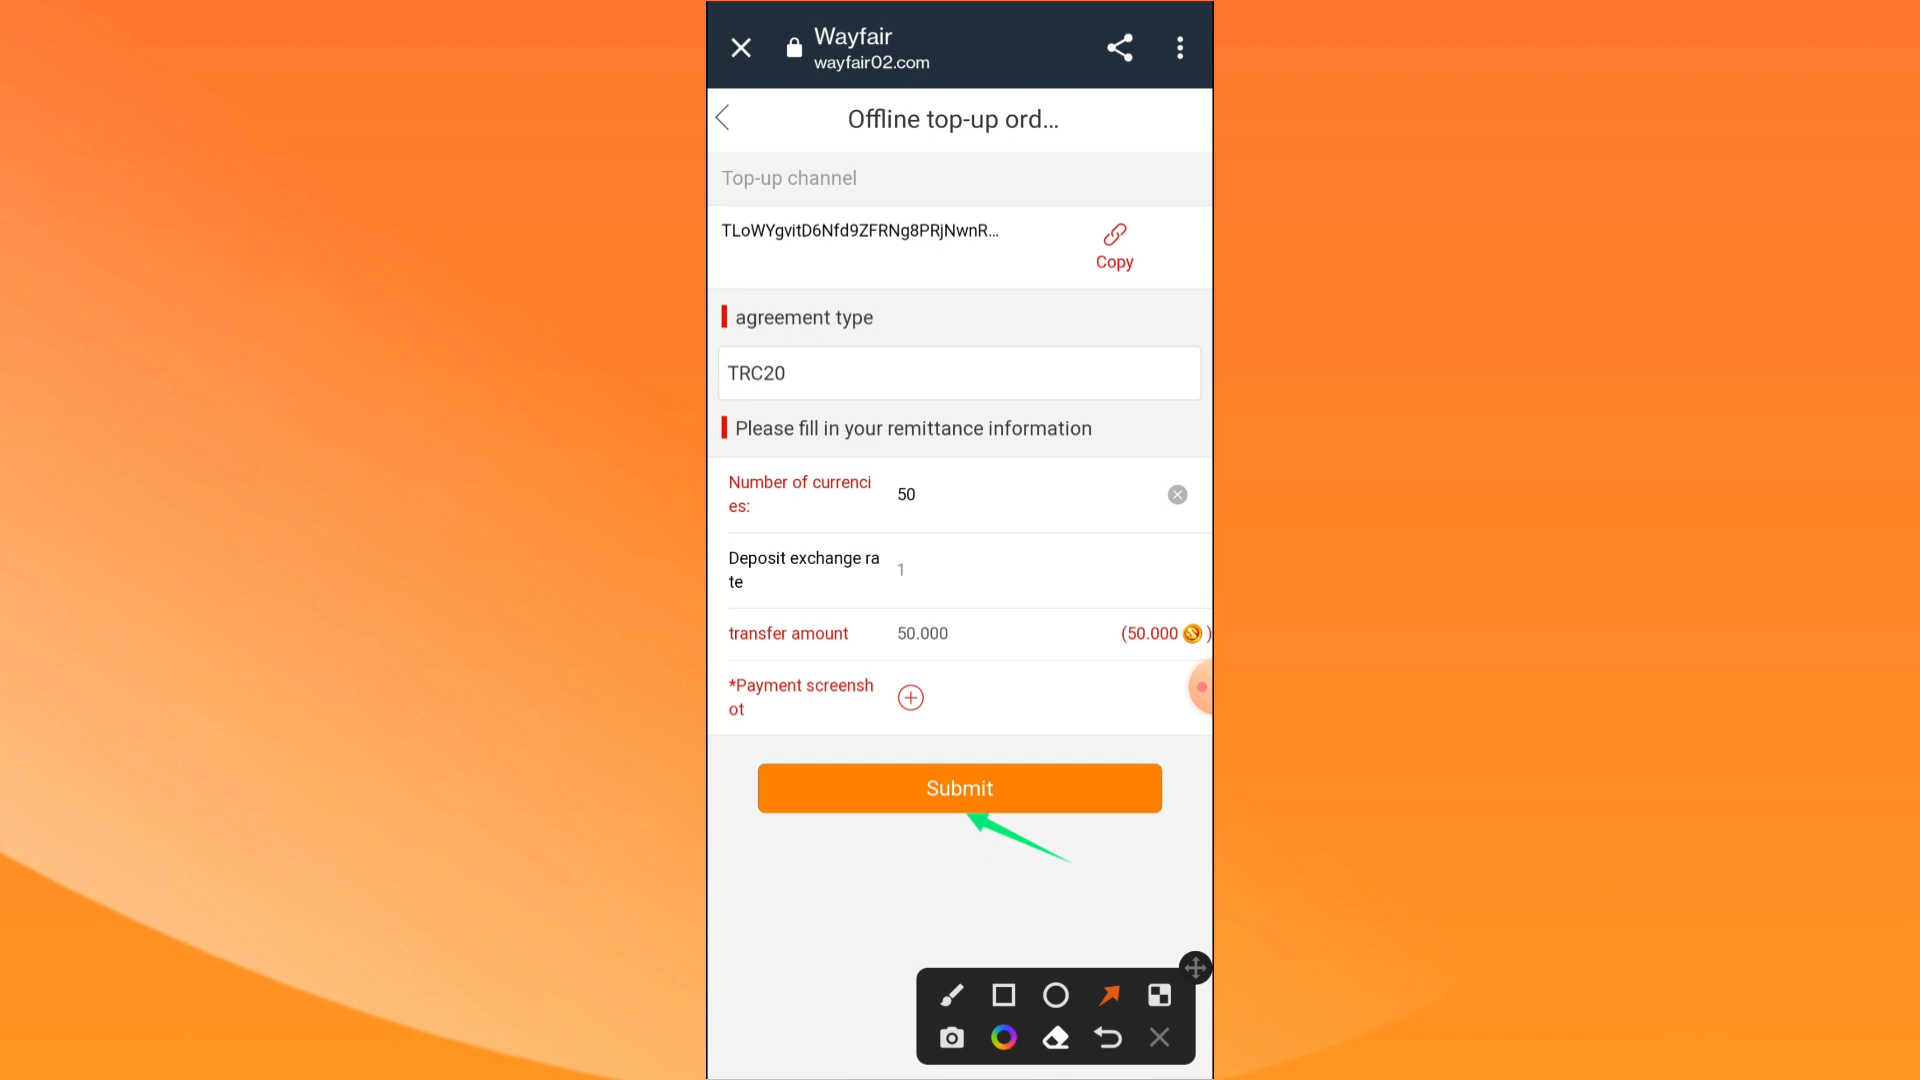 Wayfair
wayfair02.com
Offline top-up ord...
Top-up channel
TLoWYgvitD6Nfd9ZFRNg8PRjNwnR...
Copy
agreement type
TRC20
Please fill in your remittance information
Number of currenci
es:
50
Deposit exchange ra
te
1
transfer amount
50.000
(50.000 )
*Payment screensh
ot
Submit